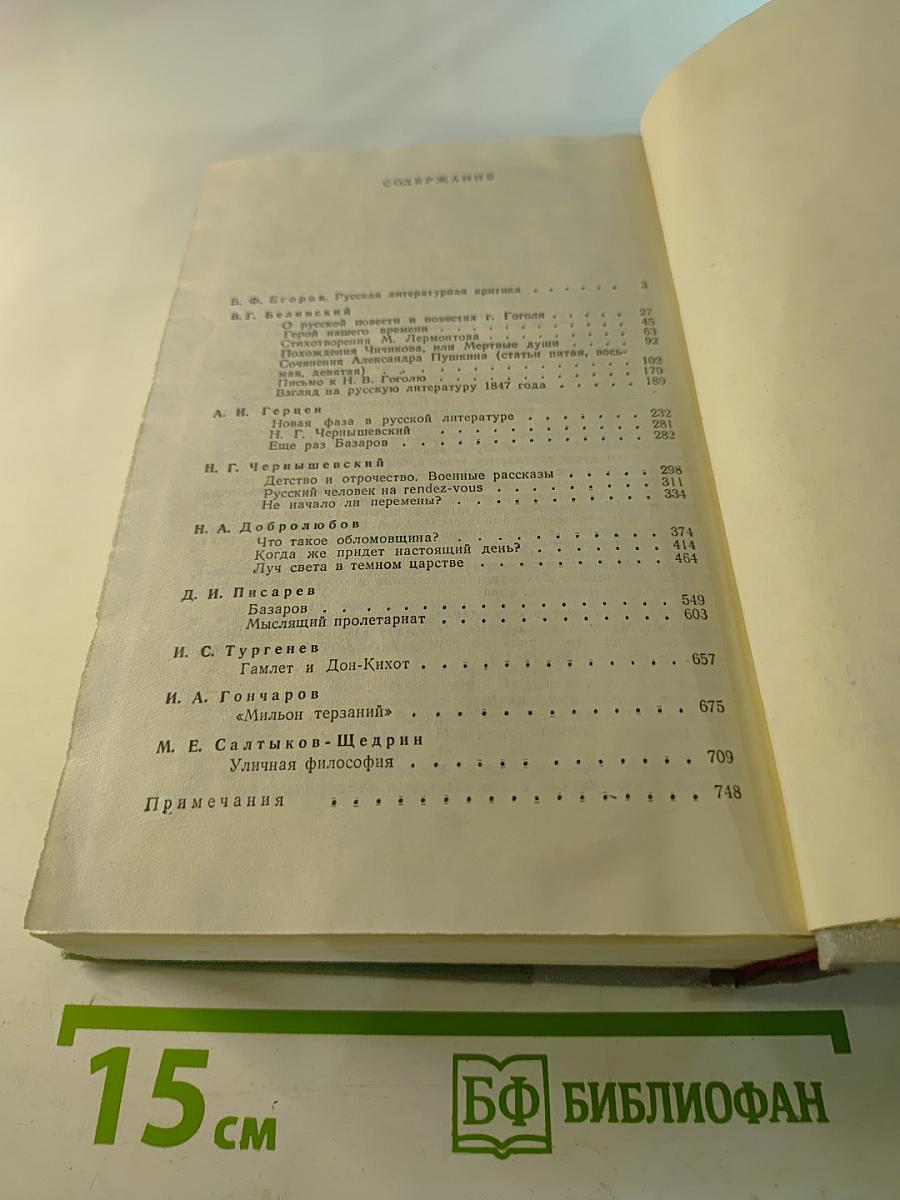 СОДЕРЖАНИЕ
Б. Ф. Егоров. Русская литературная критика . . . . . . 3
В. Г. Белинский
О русской повести и повестях г. Гоголя . . . . . 27
Герой нашего времени . . . . . . . . . . 45
Стихотворения М. Лермонтова . . . . . . . . 63
Похождения Чичикова, или Мертвые души . . . . 92
Сочинения Александра Пушкина (статьи пятая, вось-
мая, девятая) . . . . . . . . . . . . 102
Письмо к Н. В. Гоголю . . . . . . . . . . 179
Взгляд на русскую литературу 1847 года . . . . . 189
А. И. Герцен
Новая фаза в русской литературе . . . . . . . 232
Н. Г. Чернышевский . . . . . . . . . . 281
Еще раз Базаров . . . . . . . . . . . 282
Н. Г. Чернышевский
Детство и отрочество. Военные рассказы . . . . . 298
Русский человек на rendez-vous . . . . . . . . 311
Не начало ли перемены? . . . . . . . . . 334
Н. А. Добролюбов
Что такое обломовщина? . . . . . . . . . . 374
Когда же придет настоящий день? . . . . . . . 414
Луч света в темном царстве . . . . . . . . . 464
Д. И. Писарев
Базаров . . . . . . . . . . . . . . . 549
Мыслящий пролетариат . . . . . . . . . . . 603
И. С. Тургенев
Гамлет и Дон-Кихот . . . . . . . . . . . . 657
И. А. Гончаров
«Мильон терзаний» . . . . . . . . . . . . 675
М. Е. Салтыков-Щедрин
Уличная философия . . . . . . . . . . . . 709
Примечания . . . . . . . . . . . . . . . . . 748
15 см
БФ БИБЛИОФАН